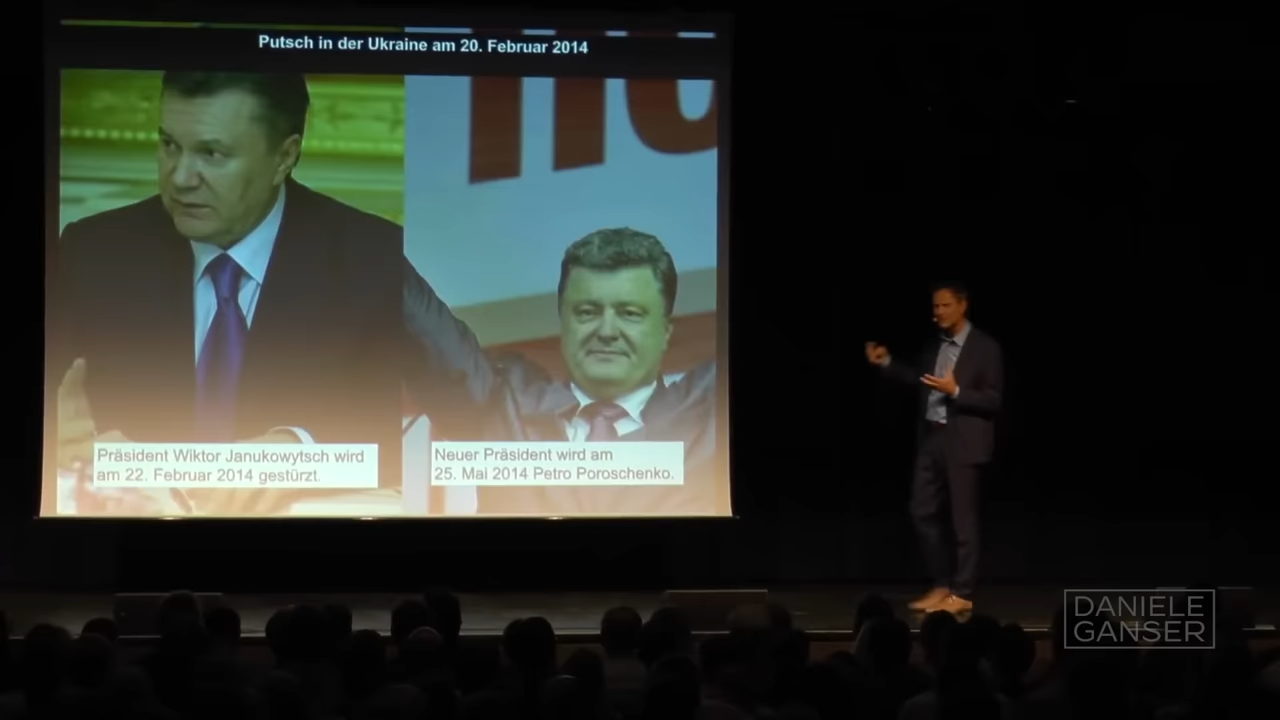 Putsch in der Ukraine am 20. Februar 2014
Präsident Wiktor Janukowytsch wird
am 22. Februar 2014 gestürzt.
Neuer Präsident wird am
25. Mai 2014 Petro Poroschenko.
DANIELE
GANSER